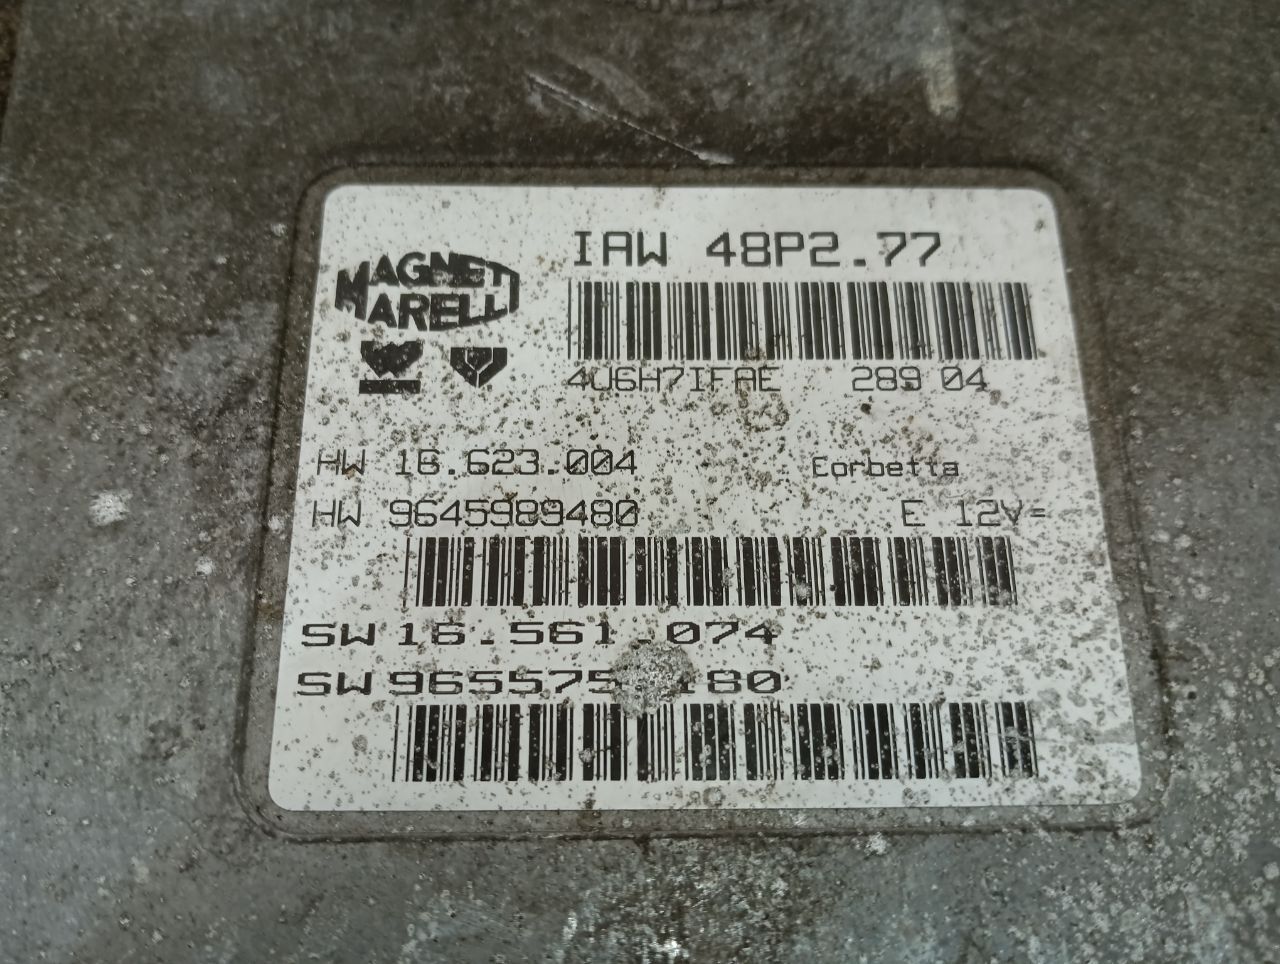 IAW 48P2.77
MAGNETI
MARELLI
4U6H7IFAE 289 04
HW 16.623.004 Corbetta
HW 9645989480 E 12V=
SW 16.561.074